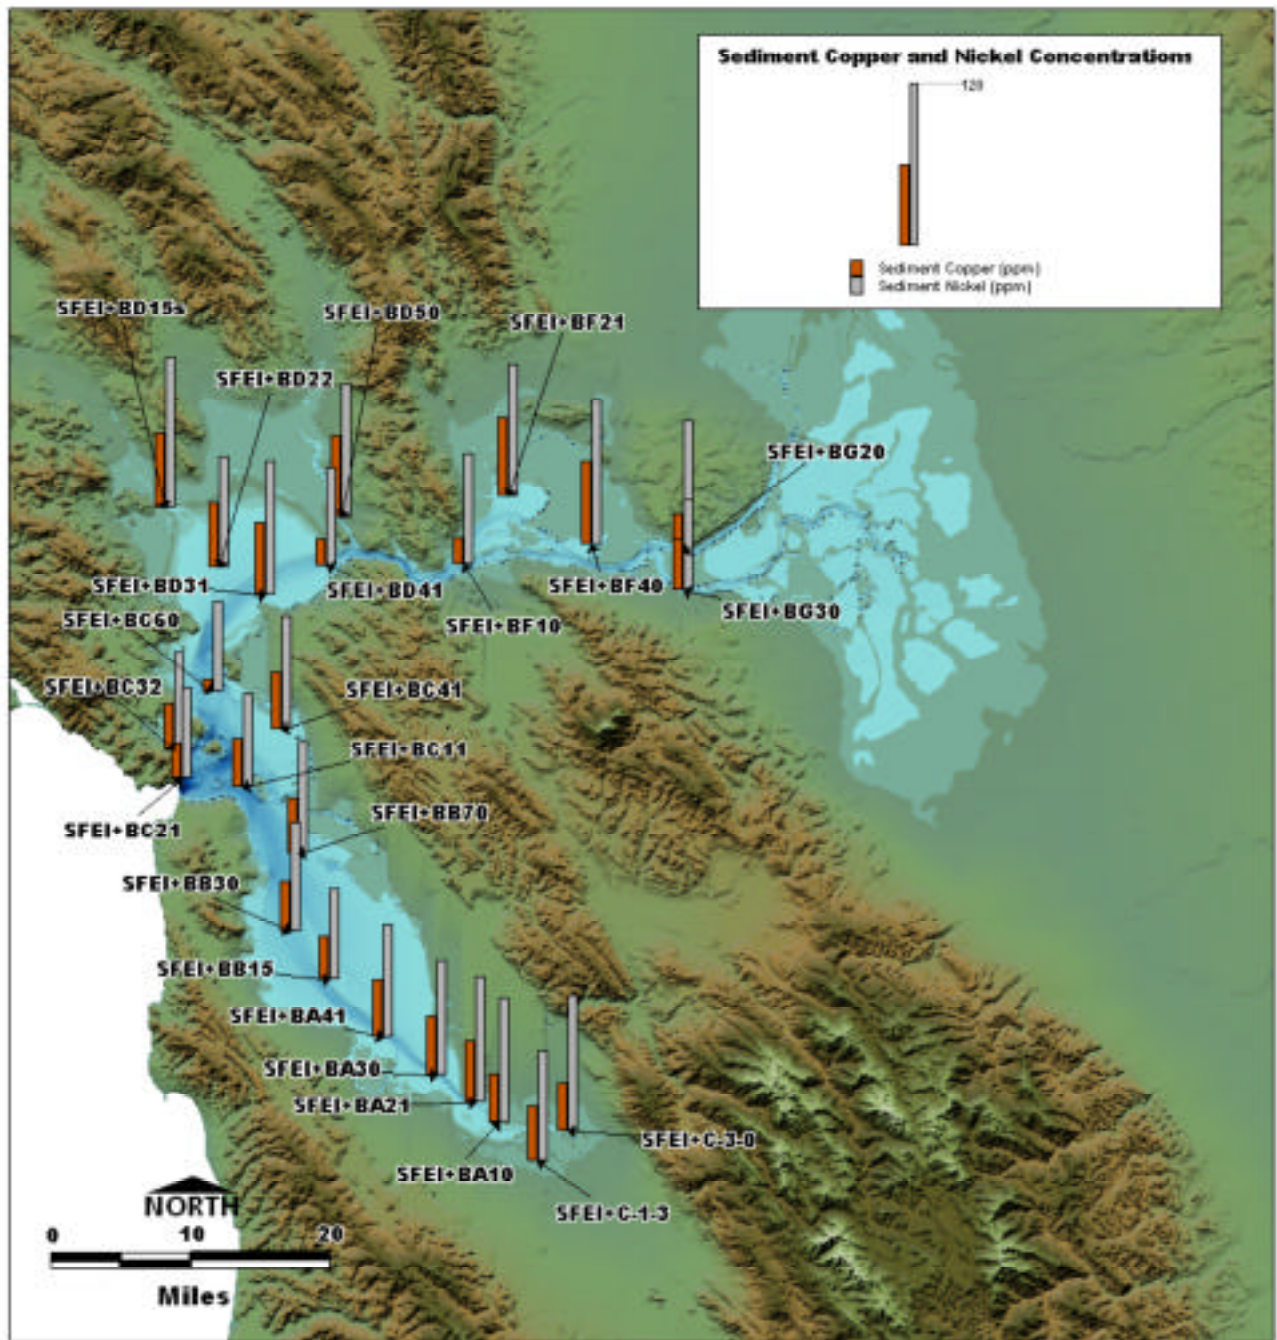 Sediment Copper and Nickel Concentrations
120
Sediment Copper (ppm)
Sediment Nickel (ppm)
SFEI+BD15s
SFEI+BD50
SFEI+BF21
SFEI+BD22
SFEI+BG20
SFEI+BD31
SFEI+BD41
SFEI+BF40
SFEI+BG30
SFEI+BC60
SFEI+BF10
SFEI+BC32
SFEI+BC41
SFEI+BC11
SFEI+BC21
SFEI+BB70
SFEI+BB30
SFEI+BB15
SFEI+BA41
SFEI+BA30
SFEI+BA21
SFEI+C-3-0
SFEI+BA10
SFEI+C-1-3
NORTH
0 10 20
Miles